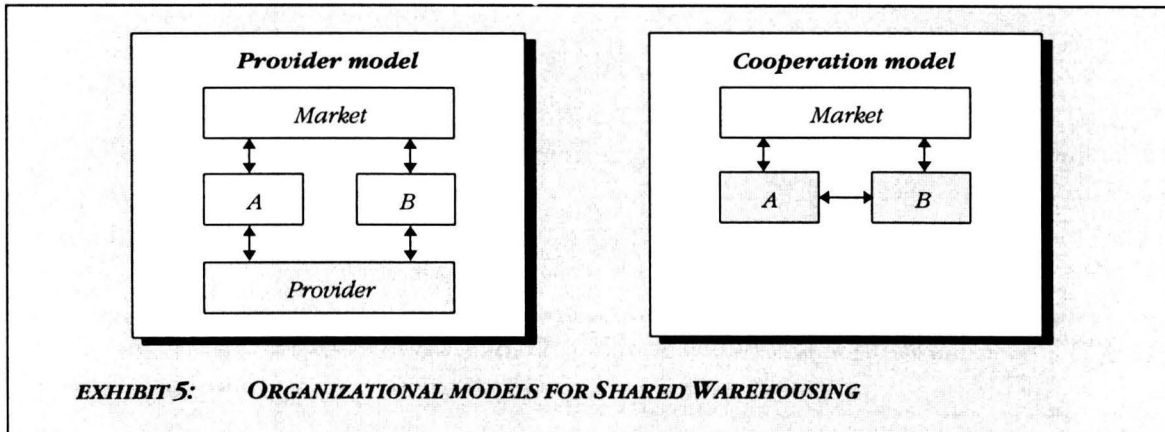 Provider model
Market
A
B
Provider
Cooperation model
Market
A
B
EXHIBIT 5: ORGANIZATIONAL MODELS FOR SHARED WAREHOUSING